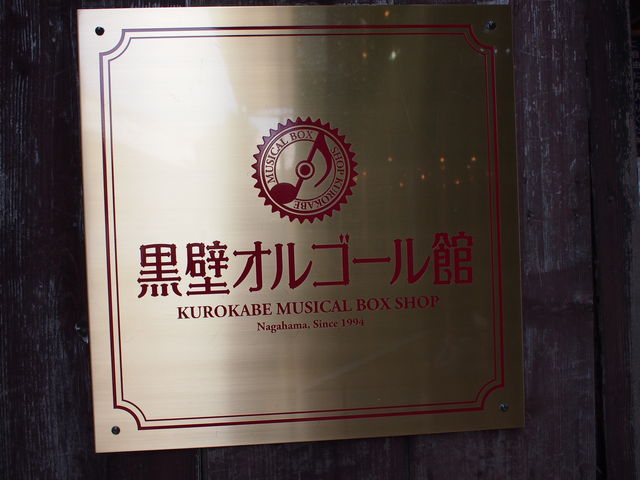 MUSICAL BOX SHOP KUROKABE
黒壁オルゴール館
KUROKABE MUSICAL BOX SHOP
Nagahama, Since 1994